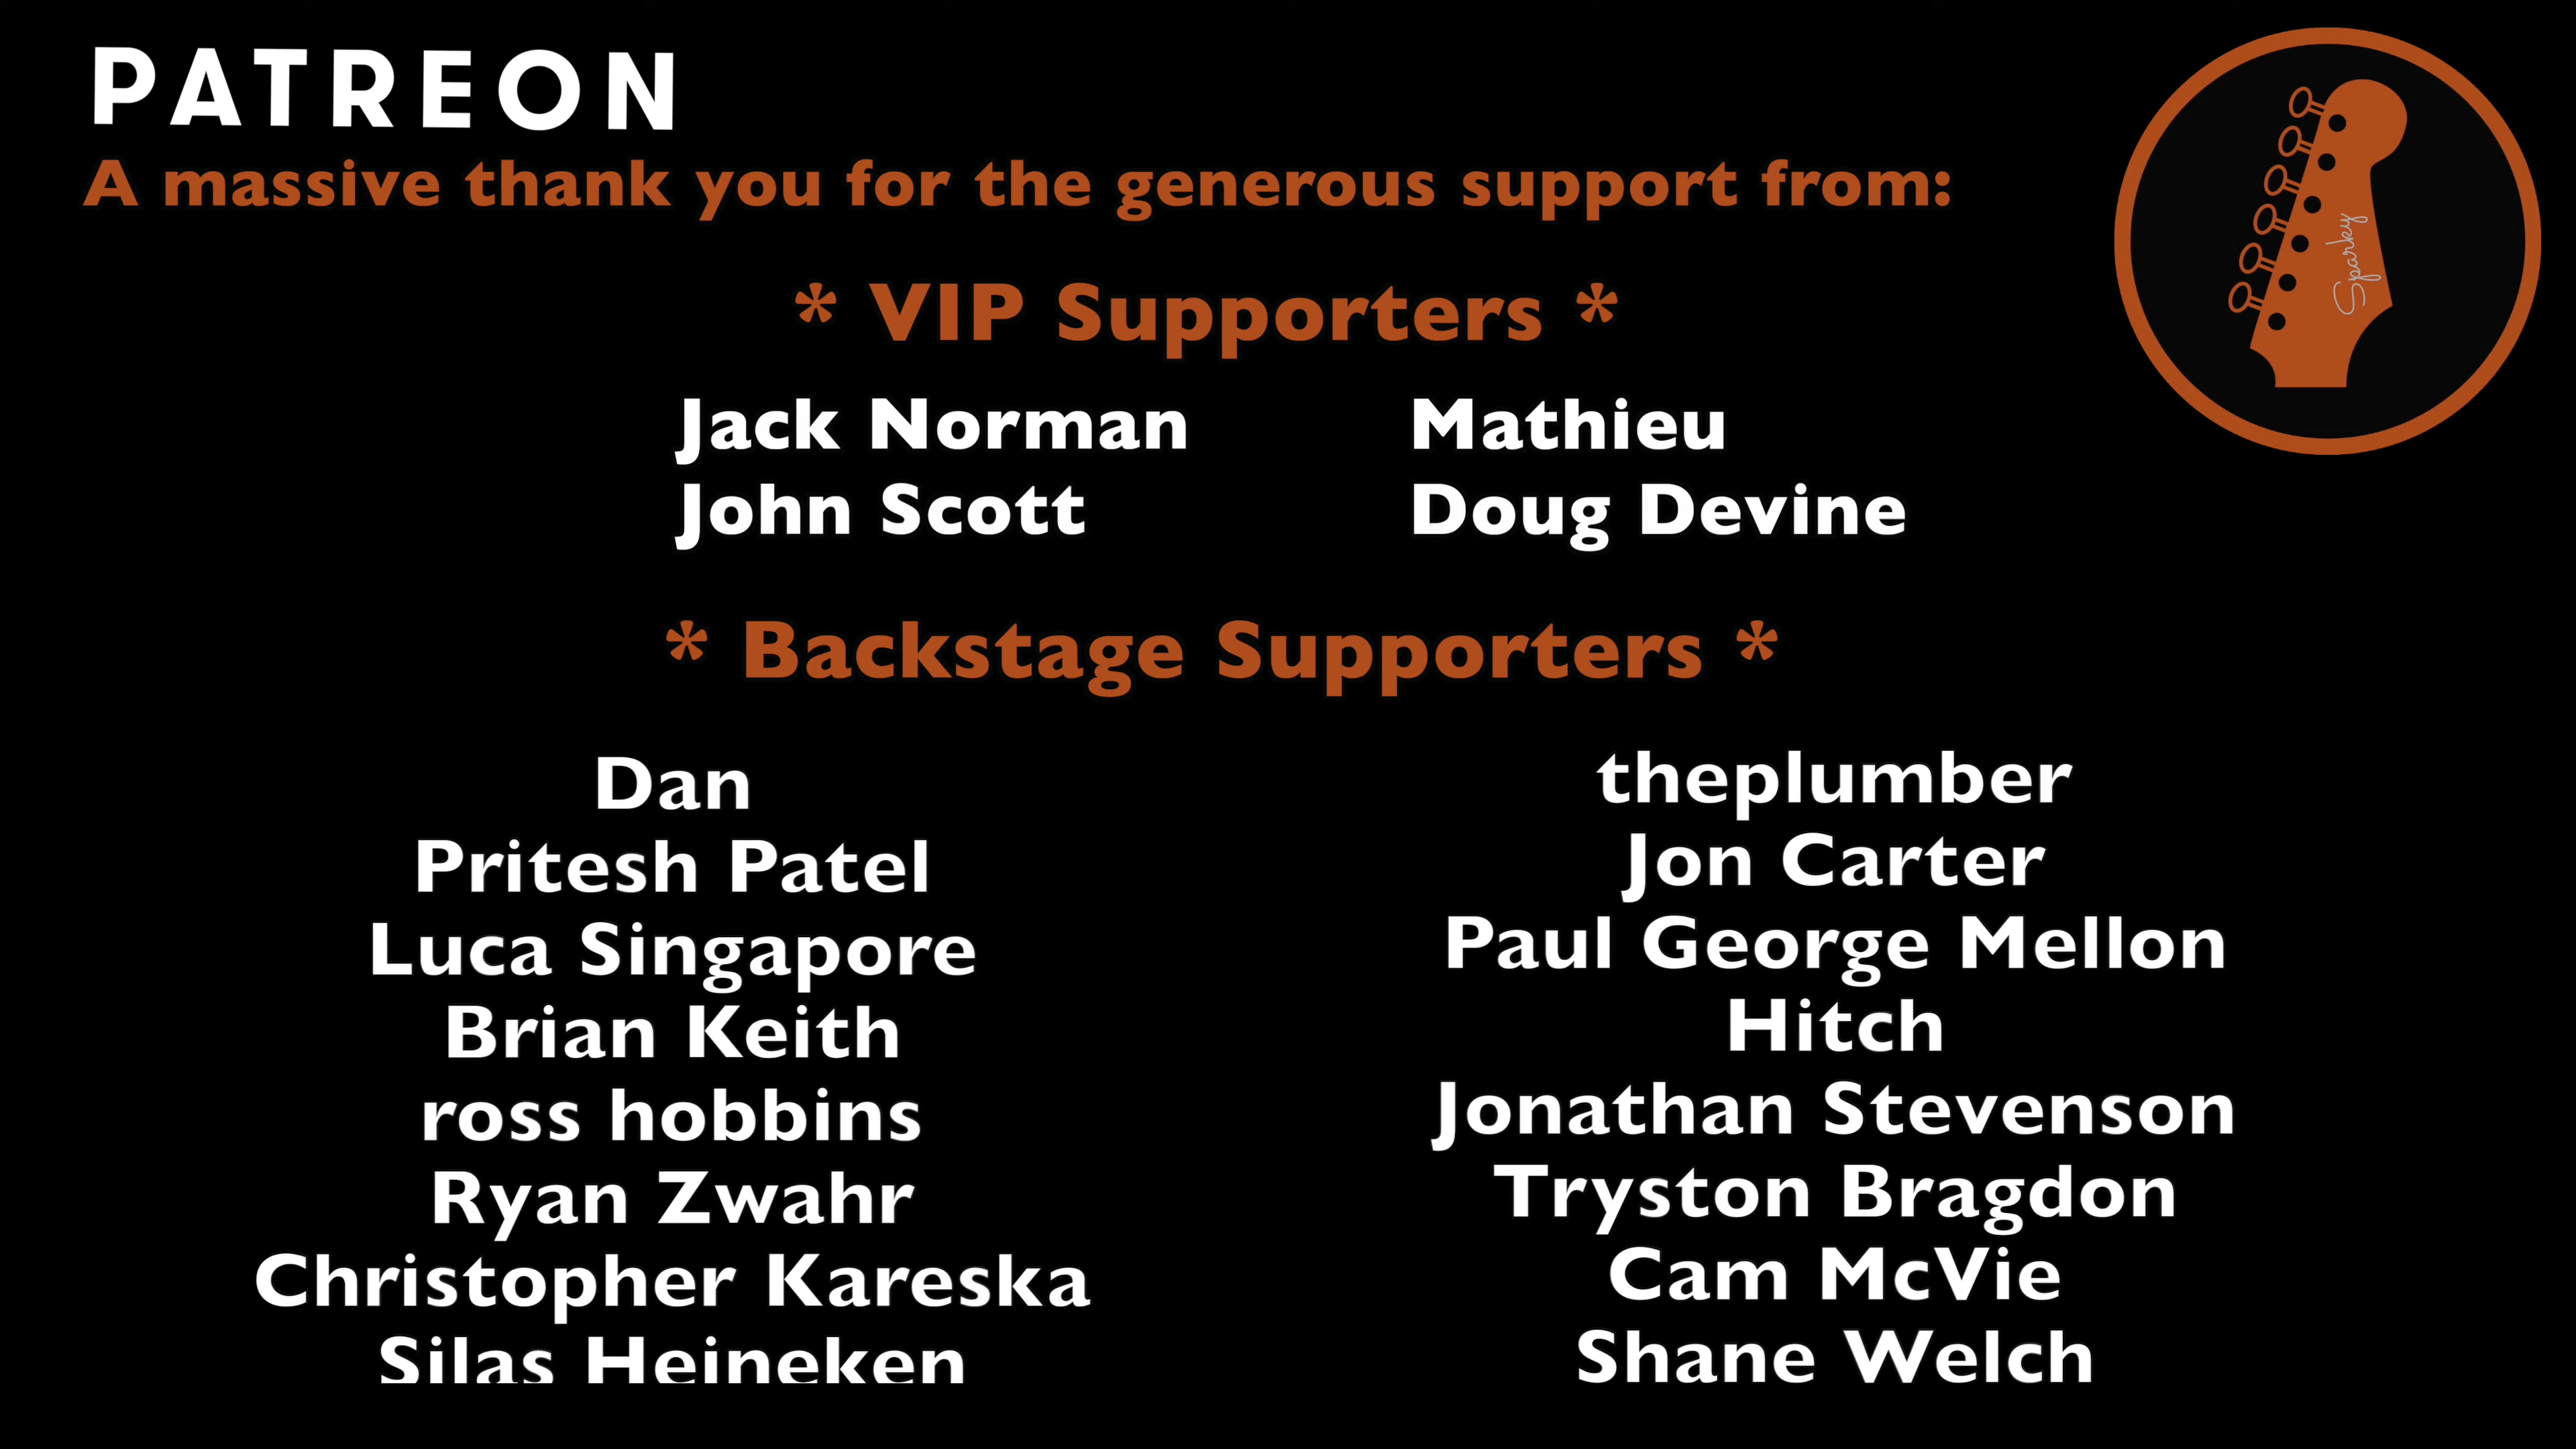 PATREON
A massive thank you for the generous support from:
Sparky
* VIP Supporters *
Jack Norman
John Scott
Mathieu
Doug Devine
* Backstage Supporters *
Dan
Pritesh Patel
Luca Singapore
Brian Keith
ross hobbins
Ryan Zwahr
Christopher Kareska
Silas Heineken
theplumber
Jon Carter
Paul George Mellon
Hitch
Jonathan Stevenson
Tryston Bragdon
Cam McVie
Shane Welch